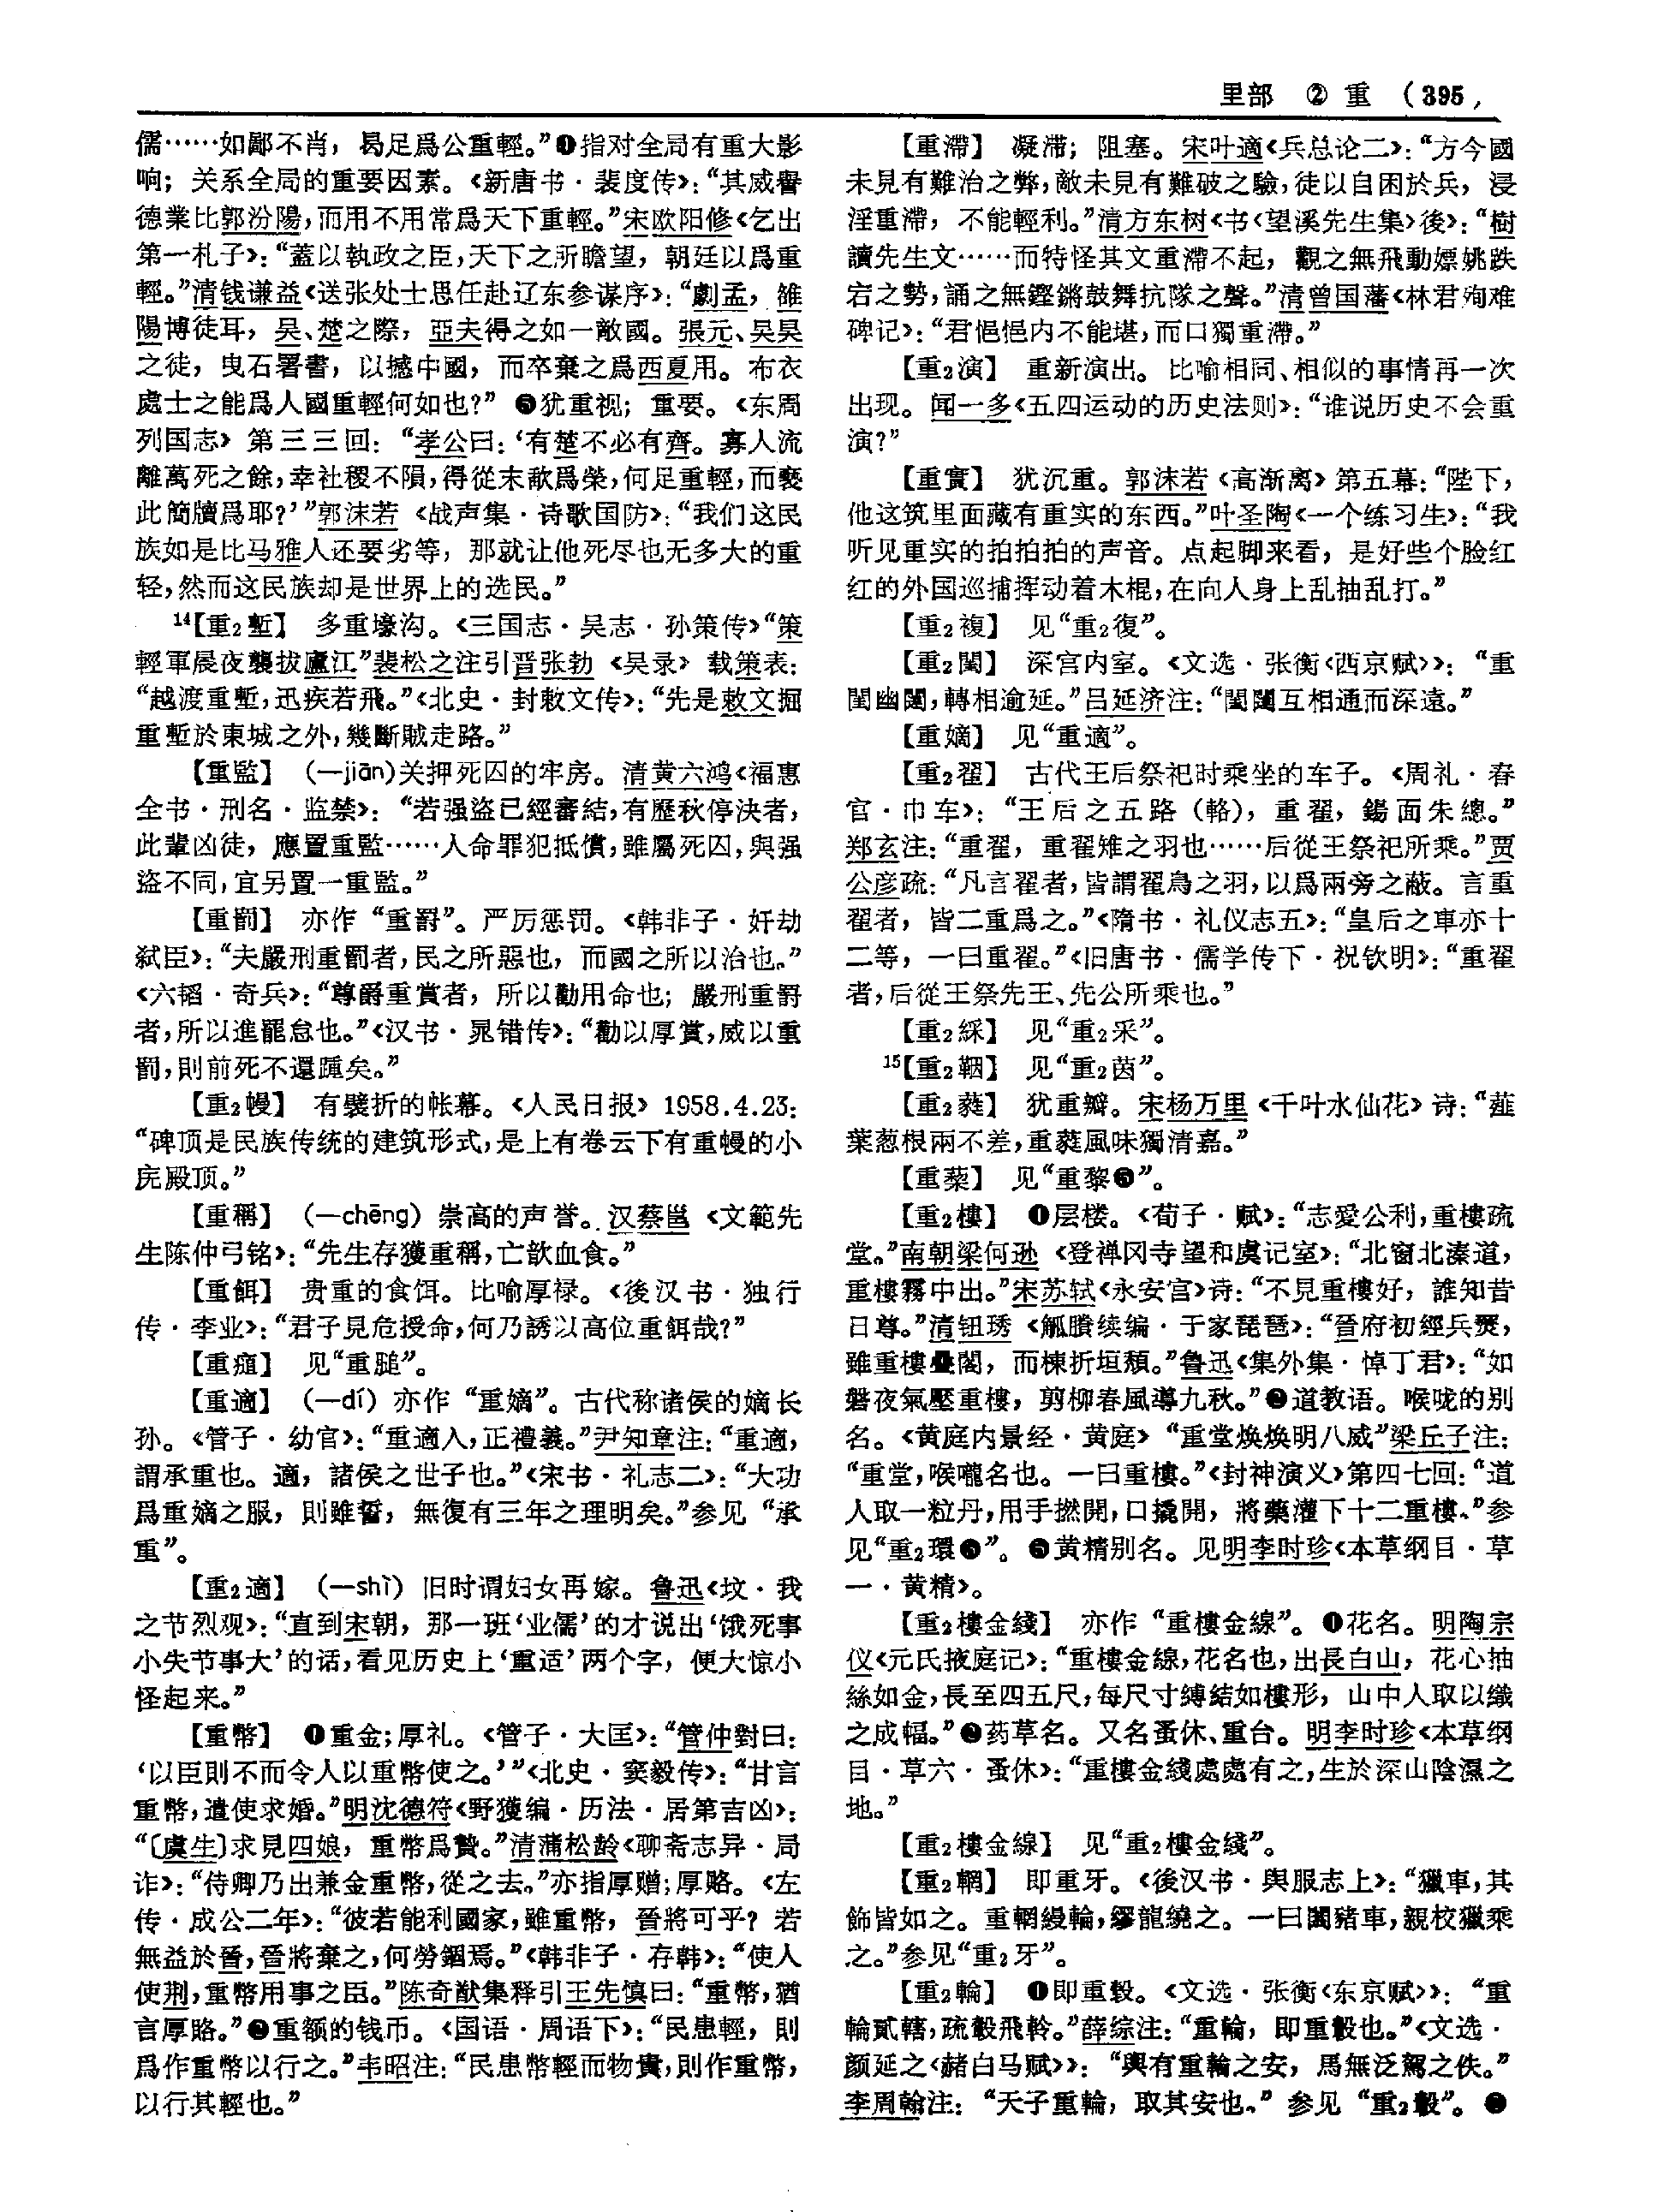 里部 ② 重 (395)
儒……如鄙不肖，曷足爲公重輕。”❹指对全局有重大影
响；关系全局的重要因素。《新唐书·裴度传》：“其威譽
德業比郭汾陽，而用不用常爲天下重輕。”宋欧阳修《乞出
第一札子》：“蓋以執政之臣，天下之所瞻望，朝廷以爲重
輕。”清钱谦益《送张处士思任赴辽东参谋序》：“劇孟，雒
陽博徒耳，吴、楚之際，亞夫得之如一敵國。張元、吴昊
之徒，曳石署書，以撼中國，而卒棄之爲西夏用。布衣
處士之能爲人國重輕何如也？”❺犹重视；重要。《东周
列国志》第三三回：“孝公曰：‘有楚不必有齊。寡人流
離萬死之餘，幸社稷不隕，得從末歃爲榮，何足重輕，而褻
此簡牘爲耶？’”郭沫若《战声集·诗歌国防》：“我们这民
族如是比马雅人还要劣等，那就让他死尽也无多大的重
轻，然而这民族却是世界上的选民。”
14【重2塹】 多重壕沟。《三国志·吴志·孙策传》“策
輕軍晨夜襲拔廬江”裴松之注引晋张勃《吴录》载策表：
“越渡重塹，迅疾若飛。”《北史·封敕文传》：“先是敕文掘
重塹於東城之外，幾斷賊走路。”
【重監】 （—jiān）关押死囚的牢房。清黄六鸿《福惠
全书·刑名·监禁》：“若强盗已經審結，有歷秋停決者，
此輩凶徒，應置重監……人命罪犯抵償，雖屬死囚，與强
盜不同，宜另置一重監。”
【重罰】 亦作“重罸”。严厉惩罚。《韩非子·奸劫
弑臣》：“夫嚴刑重罰者，民之所惡也，而國之所以治也。”
《六韬·奇兵》：“尊爵重賞者，所以勸用命也；嚴刑重罸
者，所以進罷怠也。”《汉书·晁错传》：“勸以厚賞，威以重
罰，則前死不還踵矣。”
【重2幔】 有襞折的帐幕。《人民日报》1958.4.23：
“碑顶是民族传统的建筑形式，是上有卷云下有重幔的小
庑殿顶。”
【重稱】 （—chēng）崇高的声誉。汉蔡邕《文範先
生陈仲弓铭》：“先生存獲重稱，亡歆血食。”
【重餌】 贵重的食饵。比喻厚禄。《後汉书·独行
传·李业》：“君子見危授命，何乃誘以高位重餌哉？”
【重膇】 见“重腿”。
【重適】 （—dí）亦作“重嫡”。古代称诸侯的嫡长
孙。《管子·幼官》：“重適入，正禮義。”尹知章注：“重適，
謂承重也。適，諸侯之世子也。”《宋书·礼志二》：“大功
爲重嫡之服，則雖誓，無復有三年之理明矣。”参见“承
重”。
【重2適】 （—shì）旧时谓妇女再嫁。鲁迅《坟·我
之节烈观》：“直到宋朝，那一班‘业儒’的才说出‘饿死事
小失节事大’的话，看见历史上‘重适’两个字，便大惊小
怪起来。”
【重幣】 ❶重金；厚礼。《管子·大匡》：“管仲對曰：
‘以臣則不而令人以重幣使之。’”《北史·窦毅传》：“甘言
重幣，遣使求婚。”明沈德符《野獲编·历法·居第吉凶》：
“〔虞生〕求見四娘，重幣爲贄。”清蒲松龄《聊斋志异·局
诈》：“侍卿乃出兼金重幣，從之去。”亦指厚赠；厚赂。《左
传·成公二年》：“彼若能利國家，雖重幣，晉將可乎？若
無益於晉，晉將棄之，何勞錮焉。”《韩非子·存韩》：“使人
使荆，重幣用事之臣。”陈奇猷集释引王先慎曰：“重幣，猶
言厚賂。”❷重额的钱币。《国语·周语下》：“民患輕，則
爲作重幣以行之。”韦昭注：“民患幣輕而物貴，則作重幣，
以行其輕也。”
【重滯】 凝滞；阻塞。宋叶適《兵总论二》：“方今國
未見有難治之弊，敵未見有難破之驗，徒以自困於兵，浸
淫重滯，不能輕利。”清方东树《书〈望溪先生集〉後》：“樹
讀先生文……而特怪其文重滯不起，觀之無飛動嫖姚跌
宕之勢，誦之無鏗鏘鼓舞抗隊之聲。”清曾国藩《林君殉难
碑记》：“君悒悒内不能堪，而口獨重滯。”
【重2演】 重新演出。比喻相同、相似的事情再一次
出现。闻一多《五四运动的历史法则》：“谁说历史不会重
演？”
【重實】 犹沉重。郭沫若《高渐离》第五幕：“陛下，
他这筑里面藏有重实的东西。”叶圣陶《一个练习生》：“我
听见重实的拍拍拍的声音。点起脚来看，是好些个脸红
红的外国巡捕挥动着木棍，在向人身上乱抽乱打。”
【重2複】 见“重2復”。
【重2闈】 深宫内室。《文选·张衡〈西京赋〉》：“重
閨幽闥，轉相逾延。”吕延济注：“閨闥互相通而深遠。”
【重嫡】 见“重適”。
【重2翟】 古代王后祭祀时乘坐的车子。《周礼·春
官·巾车》：“王后之五路（輅），重翟，鍚面朱總。”
郑玄注：“重翟，重翟雉之羽也……后從王祭祀所乘。”贾
公彦疏：“凡言翟者，皆謂翟鳥之羽，以爲兩旁之蔽。言重
翟者，皆二重爲之。”《隋书·礼仪志五》：“皇后之車亦十
二等，一曰重翟。”《旧唐书·儒学传下·祝钦明》：“重翟
者，后從王祭先王、先公所乘也。”
【重2綵】 见“重2采”。
15【重2鞇】 见“重2茵”。
【重2蕤】 犹重瓣。宋杨万里《千叶水仙花》诗：“薤
葉葱根兩不差，重蕤風味獨清嘉。”
【重藜】 见“重黎❺”。
【重2樓】 ❶层楼。《荀子·赋》：“志愛公利，重樓疏
堂。”南朝梁何逊《登禅冈寺望和虞记室》：“北窗北溱道，
重樓霧中出。”宋苏轼《永安宫》诗：“不見重樓好，誰知昔
日尊。”清钮琇《觚賸续编·于家琵琶》：“晉府初經兵燹，
雖重樓疊閣，而棟折垣頹。”鲁迅《集外集·悼丁君》：“如
磐夜氣壓重樓，剪柳春風導九秋。”❷道教语。喉咙的别
名。《黄庭内景经·黄庭》“重堂焕焕明八威”梁丘子注：
“重堂，喉嚨名也。一曰重樓。”《封神演义》第四七回：“道
人取一粒丹，用手撚開，口撬開，將藥灌下十二重樓。”参
见“重2環❸”。❸黄精别名。见明李时珍《本草纲目·草
一·黄精》。
【重2樓金綫】 亦作“重樓金線”。❶花名。明陶宗
仪《元氏掖庭记》：“重樓金線，花名也，出長白山，花心抽
絲如金，長至四五尺，每尺寸縛結如樓形，山中人取以織
之成幅。”❷药草名。又名蚤休、重台。明李时珍《本草纲
目·草六·蚤休》：“重樓金綫處處有之，生於深山陰濕之
地。”
【重2樓金線】 见“重2樓金綫”。
【重2輞】 即重牙。《後汉书·舆服志上》：“獵車，其
飾皆如之。重輞縵輪，繆龍繞之。一曰闟豬車，親校獵乘
之。”参见“重2牙”。
【重2輪】 ❶即重毂。《文选·张衡〈东京赋〉》：“重
輪貳轄，疏轂飛軨。”薛综注：“重輪，即重轂也。”《文选·
颜延之〈赭白马赋〉》：“輿有重輪之安，馬無泛駕之佚。”
李周翰注：“天子重輪，取其安也。”参见“重2轂”。❷